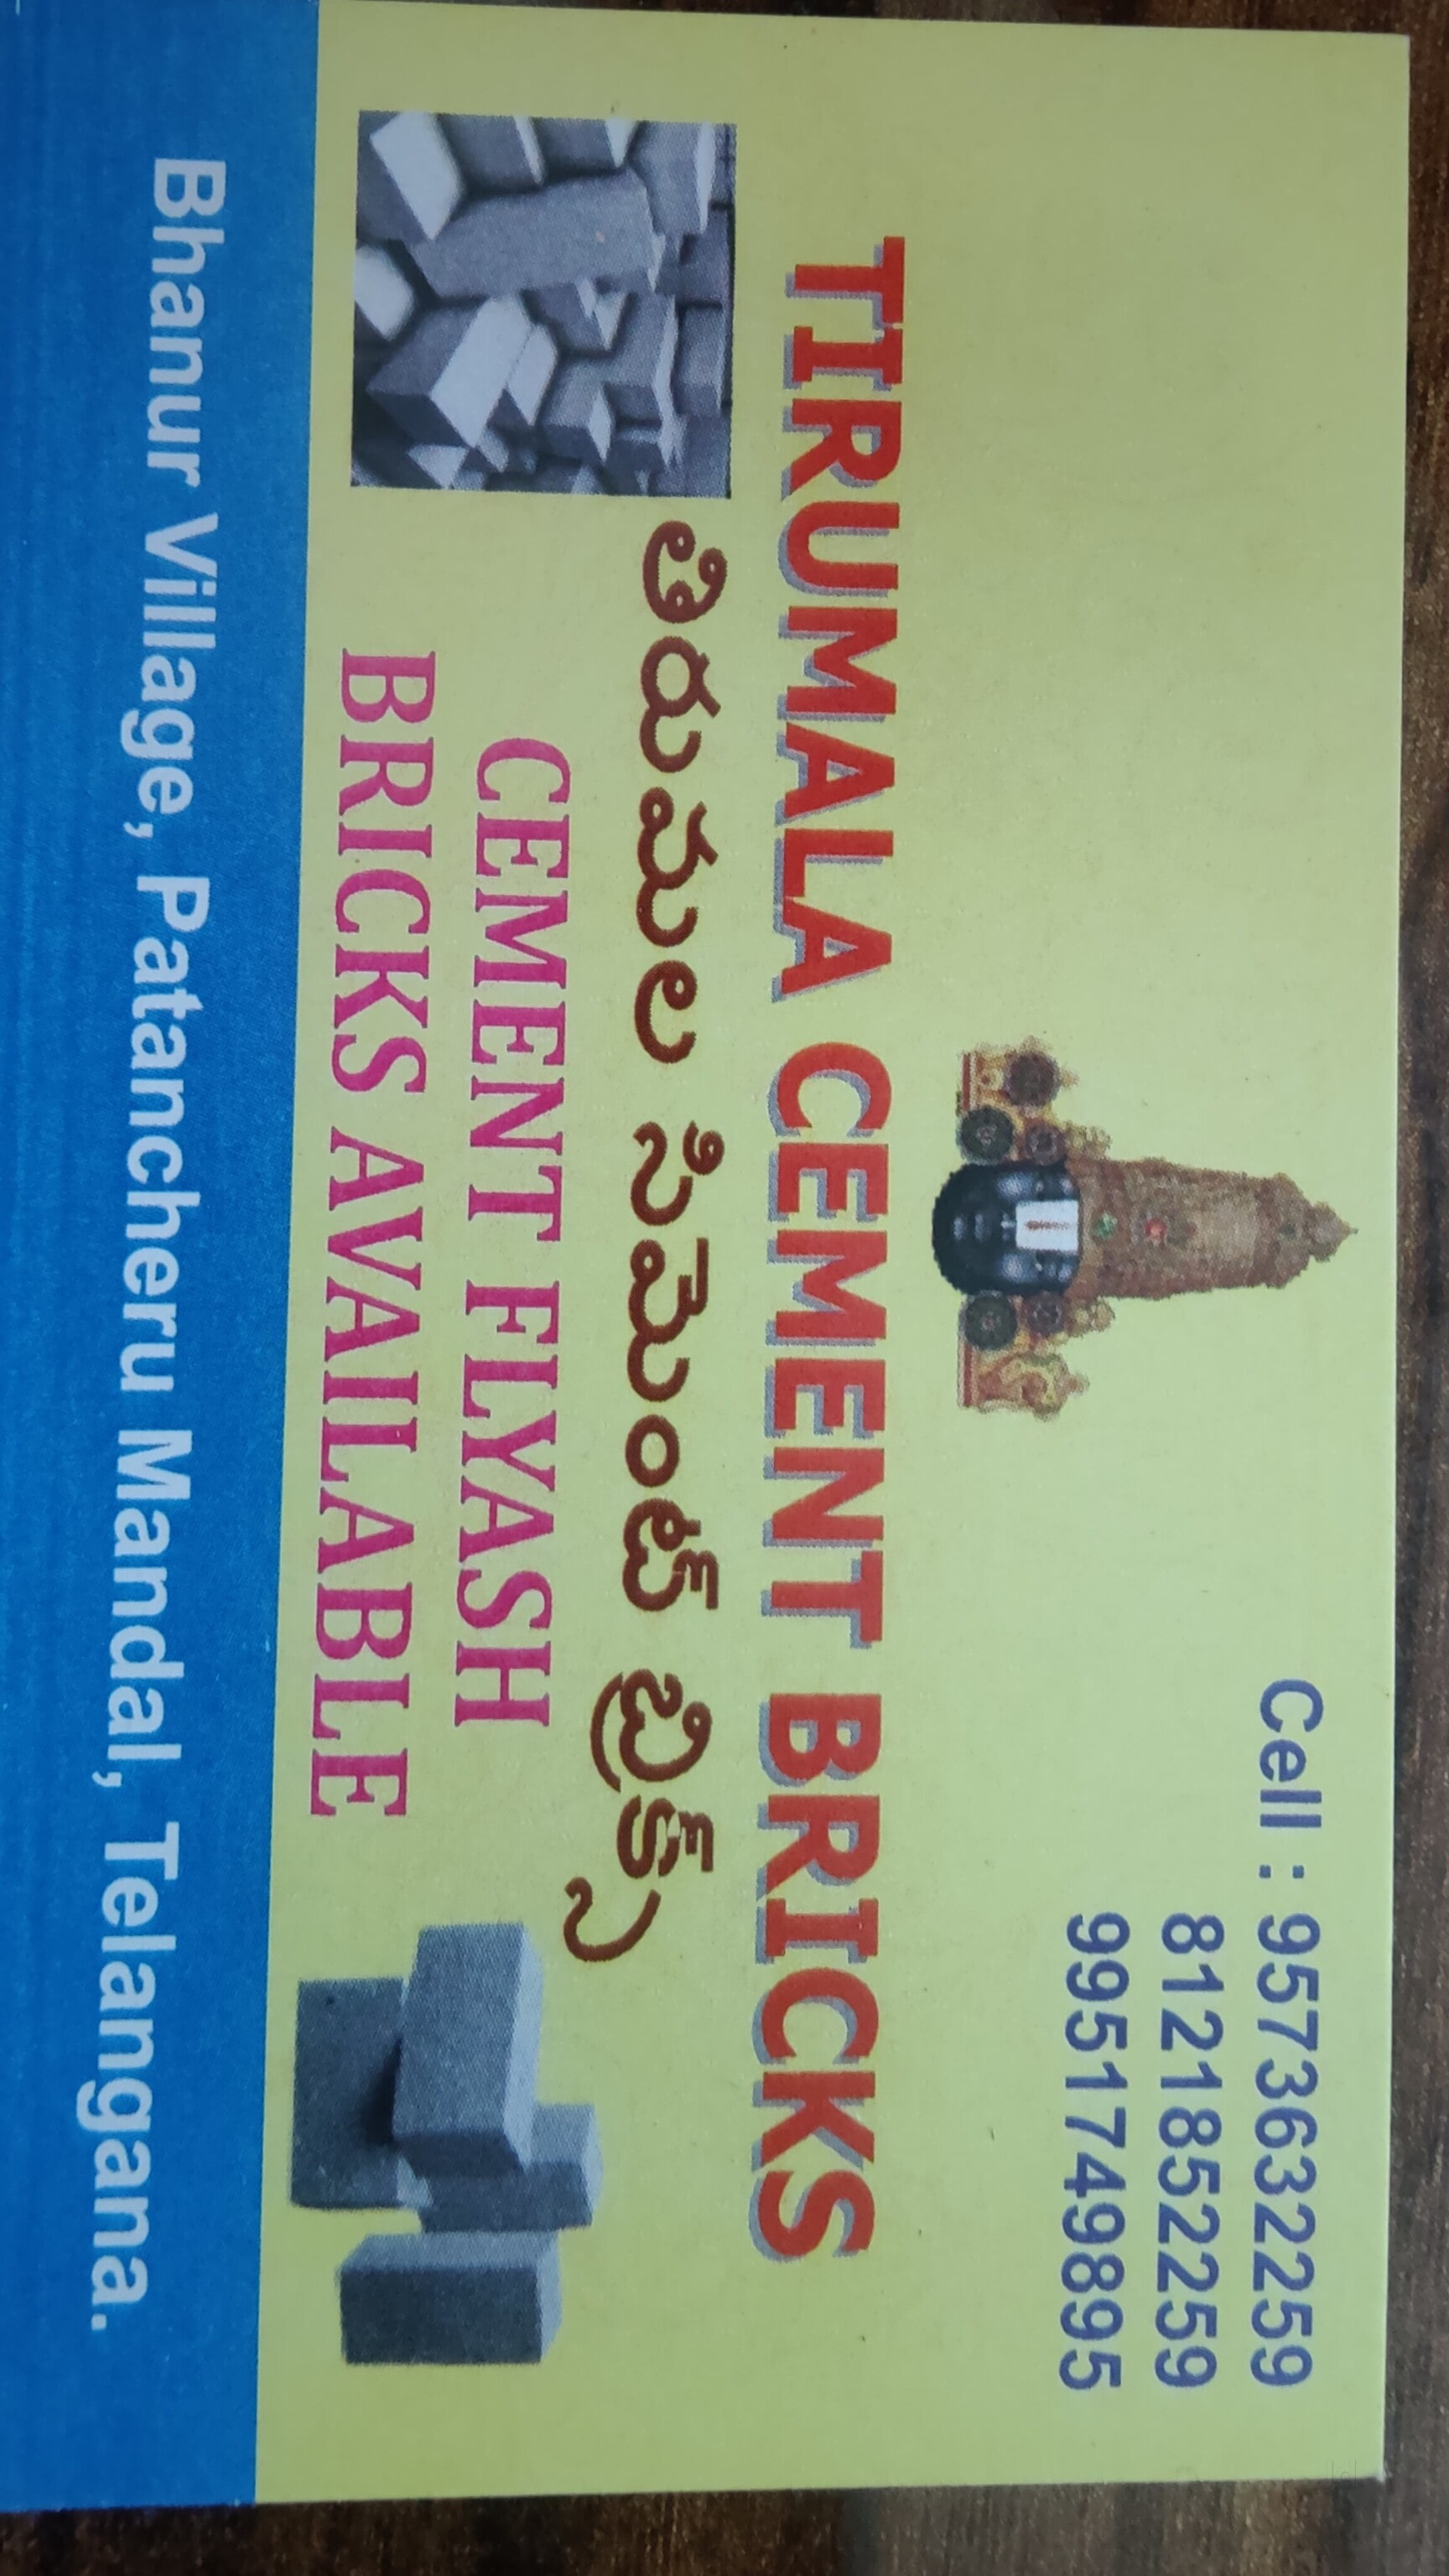 Cell : 9573632259
8121852259
9951749895
TIRUMALA CEMENT BRICKS
తిరుమల సిమెంట్ బ్రిక్స్
CEMENT FLYASH
BRICKS AVAILABLE
Bhanur Village, Patancheru Mandal, Telangana.